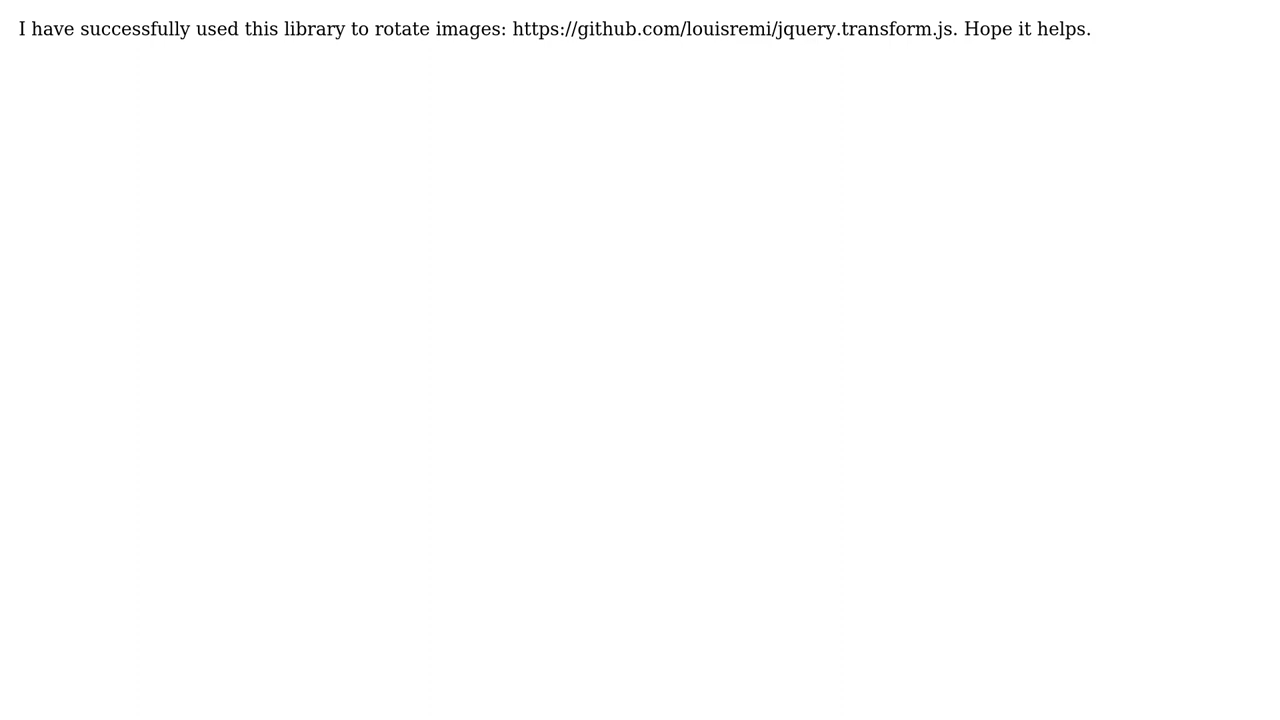 I have successfully used this library to rotate images: https://github.com/louisremi/jquery.transform.js. Hope it helps.